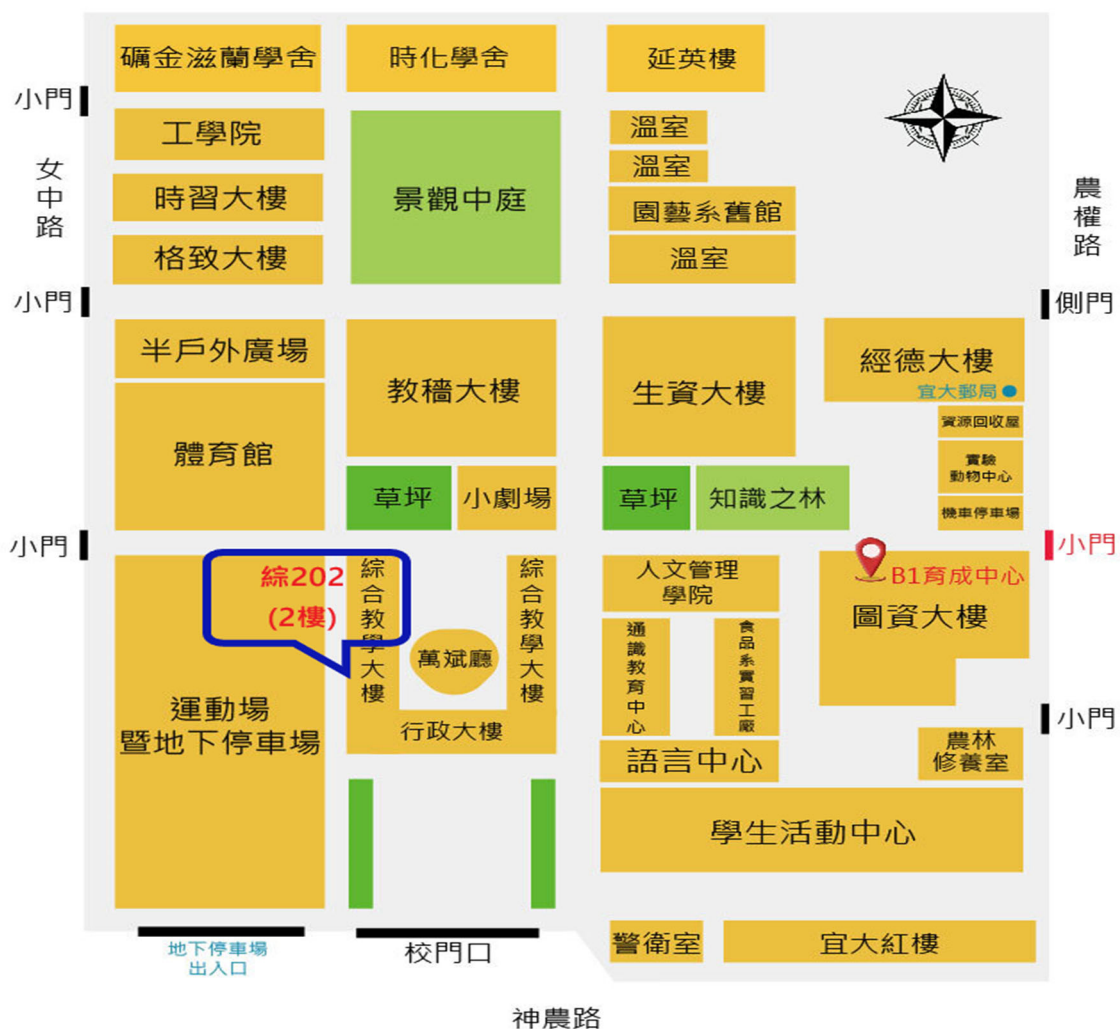 礪金滋蘭學舍
時化學舍
延英樓
小門
工學院
溫室
溫室
女中路
時習大樓
景觀中庭
園藝系舊館
農權路
格致大樓
溫室
小門
側門
半戶外廣場
教穡大樓
生資大樓
經德大樓
宜大郵局
體育館
資源回收屋
實驗
動物中心
草坪
小劇場
草坪
知識之林
機車停車場
小門
小門
綜202
(2樓)
綜合教學大樓
綜合教學大樓
萬斌廳
人文管理
學院
B1育成中心
圖資大樓
通識教育中心
食品系實習工廠
運動場
暨地下停車場
行政大樓
小門
語言中心
農林
修養室
學生活動中心
地下停車場
出入口
校門口
警衛室
宜大紅樓
神農路